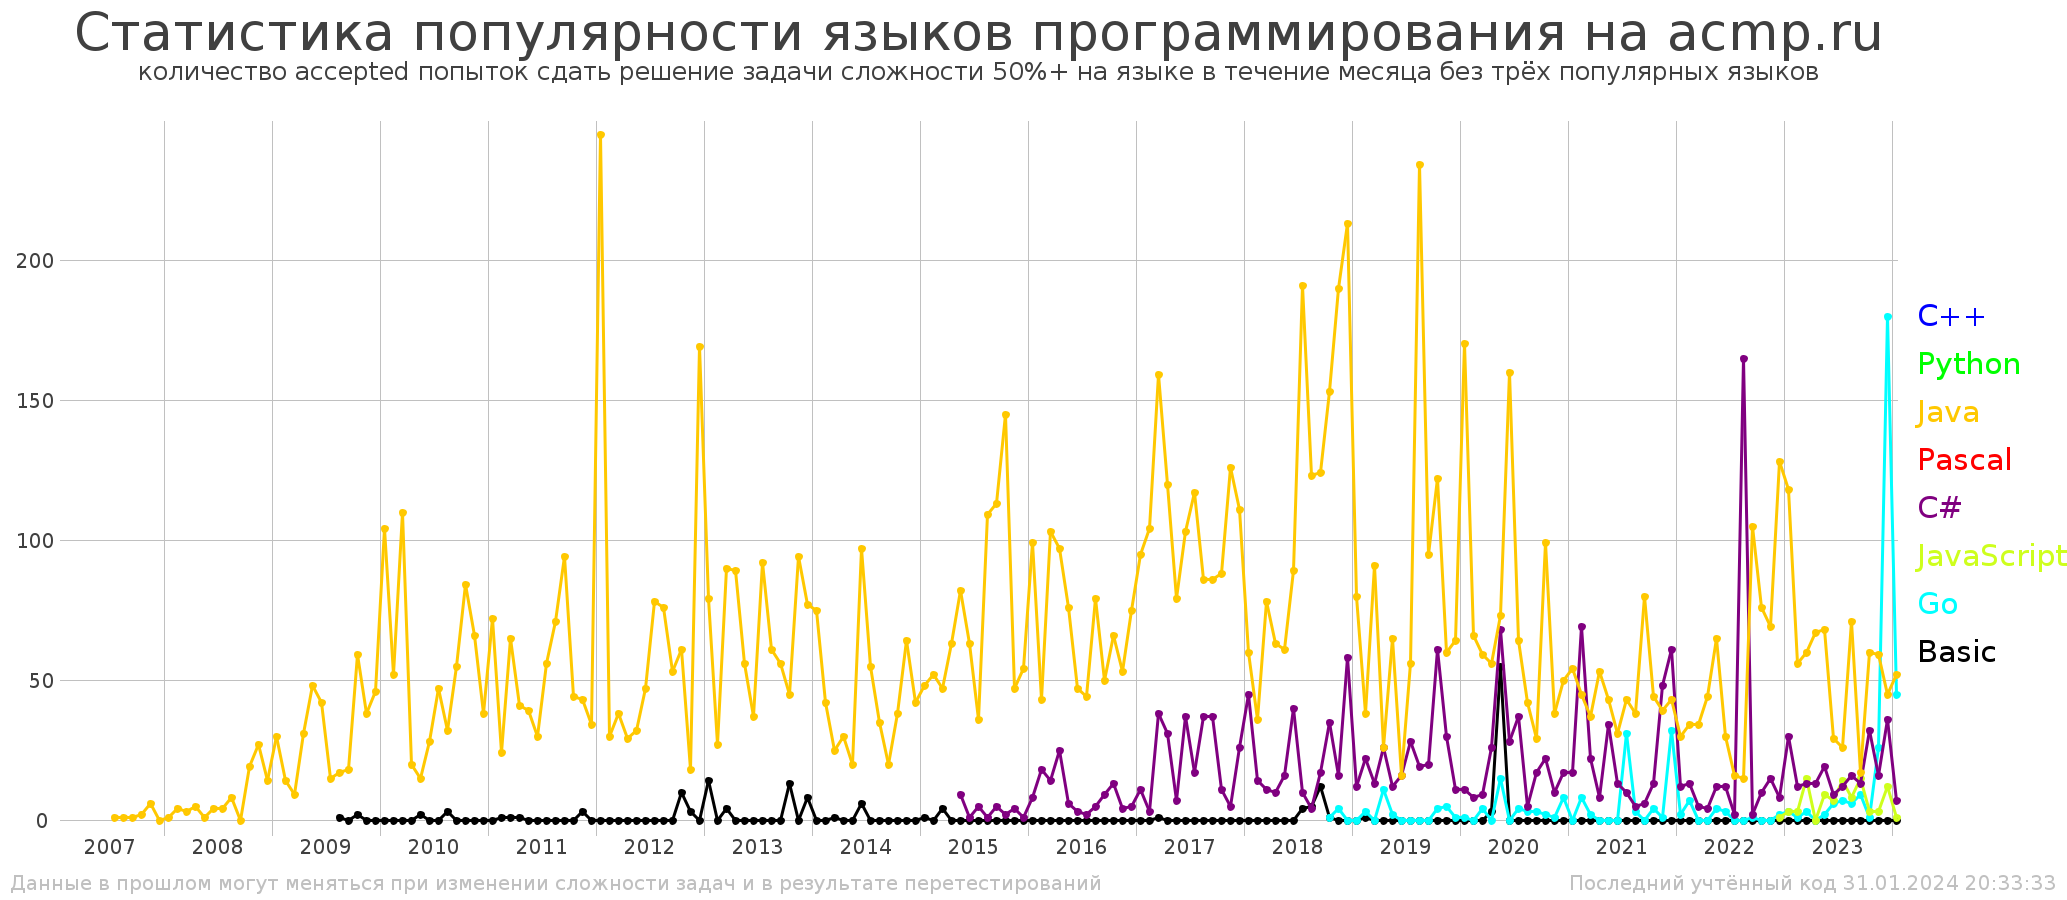 Статистика популярности языков программирования на acmp.ru
количество accepted попыток сдать решение задачи сложности 50%+ на языке в течение месяца без трёх популярных языков
200
150
100
50
0
2007 2008 2009 2010 2011 2012 2013 2014 2015 2016 2017 2018 2019 2020 2021 2022 2023
C++
Python
Java
Pascal
C#
JavaScript
Go
Basic
Данные в прошлом могут меняться при изменении сложности задач и в результате перетестирований
Последний учтённый код 31.01.2024 20:33:33